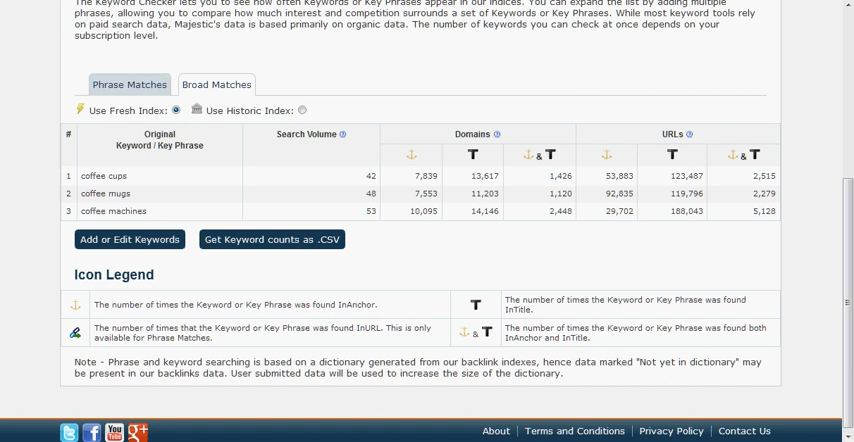 The Keyword Checker lets you to see how often Keywords or Key Phrases appear in our indices. You can expand the list by adding multiple
phrases, allowing you to compare how much interest and competition surrounds a set of Keywords or Key Phrases. While most keyword tools rely
on paid search data, Majestic's data is based primarily on organic data. The number of keywords you can check at once depends on your
subscription level.
Phrase Matches Broad Matches
Use Fresh Index: Use Historic Index:
# Original Keyword / Key Phrase Search Volume Domains URLs
& T & T
1 coffee cups 42 7,839 13,617 1,426 53,883 123,487 2,515
2 coffee mugs 48 7,553 11,203 1,120 92,835 119,796 2,279
3 coffee machines 53 10,095 14,146 2,448 29,702 188,043 5,128
Add or Edit Keywords Get Keyword counts as .CSV
Icon Legend
The number of times the Keyword or Key Phrase was found InAnchor. T The number of times the Keyword or Key Phrase was found
InTitle.
The number of times that the Keyword or Key Phrase was found InURL. This is only
available for Phrase Matches.
& T The number of times the Keyword or Key Phrase was found both
InAnchor and InTitle.
Note - Phrase and keyword searching is based on a dictionary generated from our backlink indexes, hence data marked "Not yet in dictionary" may
be present in our backlinks data. User submitted data will be used to increase the size of the dictionary.
You Tube g+ About Terms and Conditions Privacy Policy Contact Us